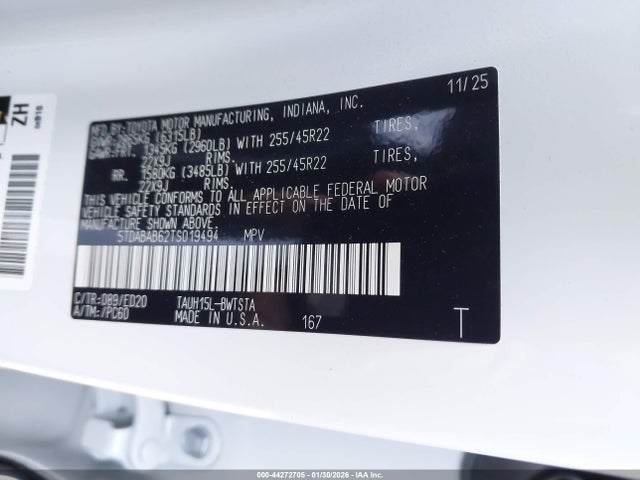 11/25
MFD.BY:TOYOTA MOTOR MANUFACTURING, INDIANA, INC.
(6315LB)
GAWR:FRT. 1345KG (2960LB) WITH 255/45R22 TIRES,
22X9J RIMS,
RR. 1580KG (3485LB) WITH 255/45R22 TIRES,
22X9J RIMS.
THIS VEHICLE CONFORMS TO ALL APPLICABLE FEDERAL MOTOR
VEHICLE SAFETY STANDARDS IN EFFECT ON THE DATE OF
MANUFACTURE SHOWN ABOVE.
5TDABAB62TS019494 MPV
C/TR:089/ED20 TAUH15L-BWTSTA
A/TM:/PC60 MADE IN U.S.A. 167 T
ZH
000-44272705 | 01/30/2026 | IAA Inc.